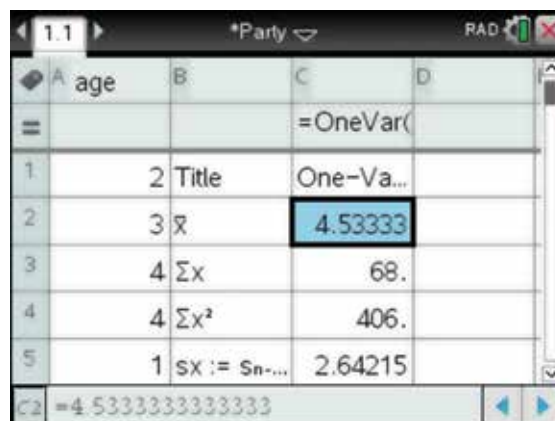 1.1 *Party RAD
A age B C D
= =OneVar(
1 2 Title One-Va...
2 3 x̄ 4.53333
3 4 Σx 68.
4 4 Σx² 406.
5 1 sx := sn-... 2.64215
C2 =4.5333333333333